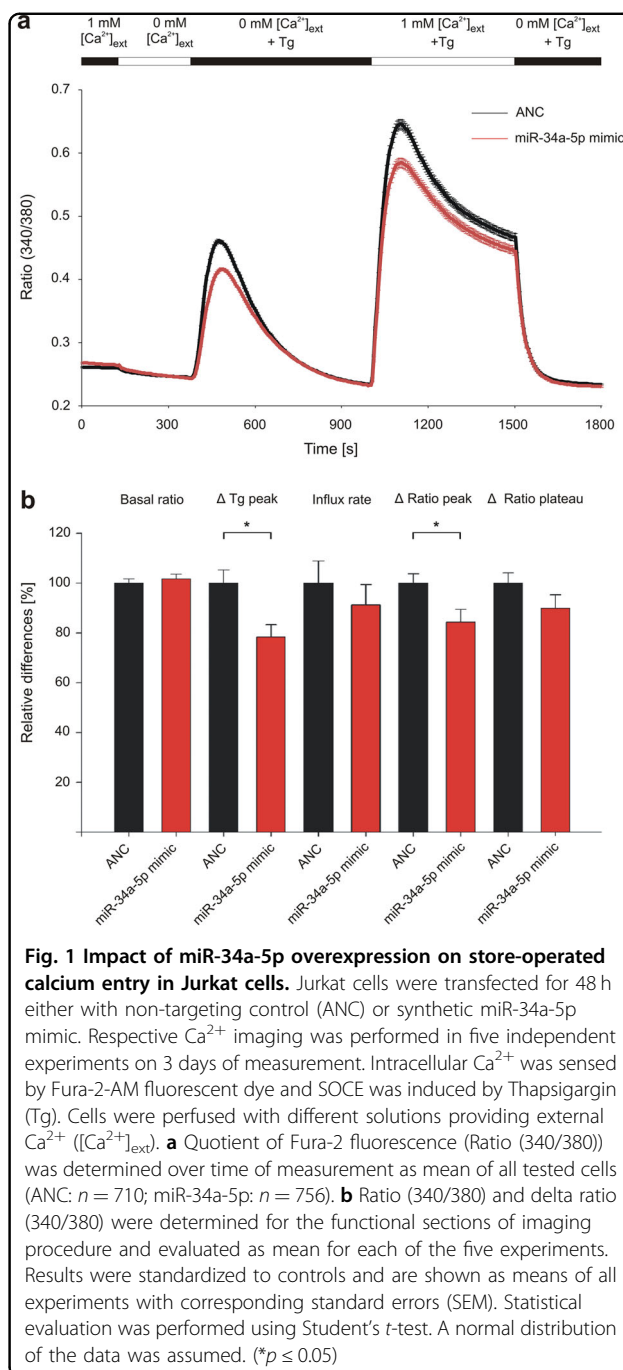 a
1 mM [Ca²⁺]ext
0 mM [Ca²⁺]ext
0 mM [Ca²⁺]ext + Tg
1 mM [Ca²⁺]ext +Tg
0 mM [Ca²⁺]ext + Tg
0.7
0.6
0.5
0.4
0.3
0.2
Ratio (340/380)
ANC
miR-34a-5p mimic
0 300 600 900 1200 1500 1800
Time [s]
b
Basal ratio
Δ Tg peak
Influx rate
Δ Ratio peak
Δ Ratio plateau
120
100
80
60
40
20
Relative differences [%]
*
*
ANC
miR-34a-5p mimic
ANC
miR-34a-5p mimic
ANC
miR-34a-5p mimic
ANC
miR-34a-5p mimic
ANC
miR-34a-5p mimic
Fig. 1 Impact of miR-34a-5p overexpression on store-operated
calcium entry in Jurkat cells. Jurkat cells were transfected for 48 h
either with non-targeting control (ANC) or synthetic miR-34a-5p
mimic. Respective Ca²⁺ imaging was performed in five independent
experiments on 3 days of measurement. Intracellular Ca²⁺ was sensed
by Fura-2-AM fluorescent dye and SOCE was induced by Thapsigargin
(Tg). Cells were perfused with different solutions providing external
Ca²⁺ ([Ca²⁺]ext). a Quotient of Fura-2 fluorescence (Ratio (340/380))
was determined over time of measurement as mean of all tested cells
(ANC: n = 710; miR-34a-5p: n = 756). b Ratio (340/380) and delta ratio
(340/380) were determined for the functional sections of imaging
procedure and evaluated as mean for each of the five experiments.
Results were standardized to controls and are shown as means of all
experiments with corresponding standard errors (SEM). Statistical
evaluation was performed using Student's t-test. A normal distribution
of the data was assumed. (*p ≤ 0.05)